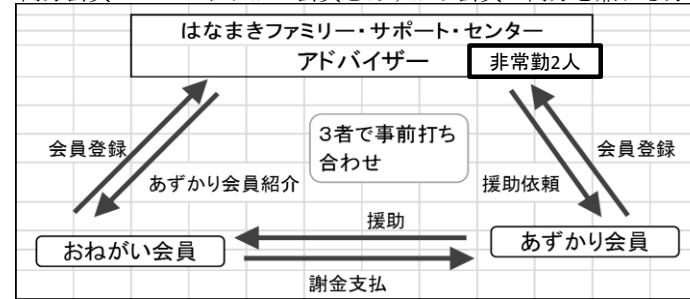 はなまきファミリー・サポート・センター
アドバイザー
非常勤2人
3者で事前打ち
合わせ
会員登録
会員登録
あずかり会員紹介
援助依頼
援助
おねがい会員
あずかり会員
謝金支払